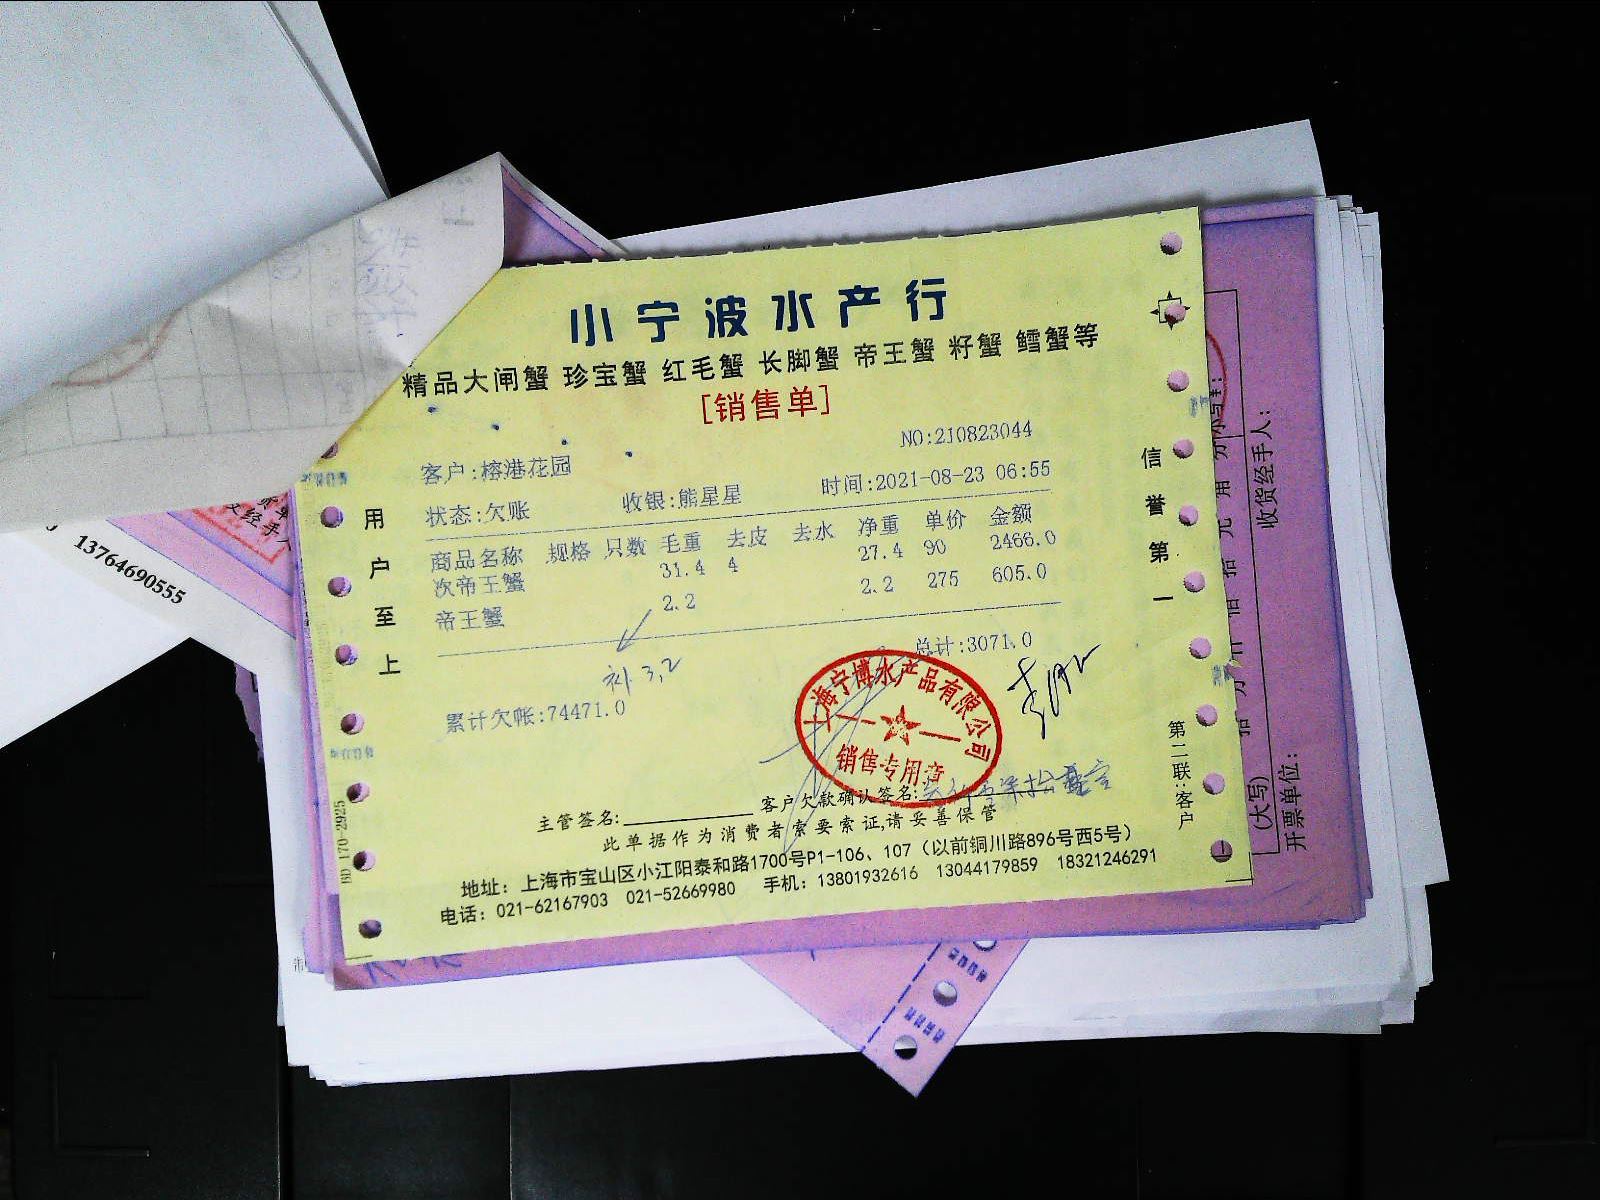 小宁波水产行
精品大闸蟹 珍宝蟹 红毛蟹 长脚蟹 帝王蟹 籽蟹 鳕蟹等
[销售单]
NO:210823044
客户:榕港花园
状态:欠账 收银:熊星星 时间:2021-08-23 06:55
商品名称 规格 只数 毛重 去皮 去水 净重 单价 金额
次帝王蟹 31.4 4 27.4 90 2466.0
帝王蟹 2.2 2.2 275 605.0
总计:3071.0
补 3,2
累计欠帐:74471.0
上海宁博水产品有限公司
销售专用章
主管签名: 客户欠款确认签名:
此单据作为消费者索要索证,请妥善保管
地址：上海市宝山区小江阳泰和路1700号P1-106、107（以前铜川路896号西5号）
电话：021-62167903 021-52669980 手机：13801932616 13044179859 18321246291
用户至上
信誉第一
第二联:客户
BD 170-2925
13764690555
收货经手人：
(大写)
开票单位：